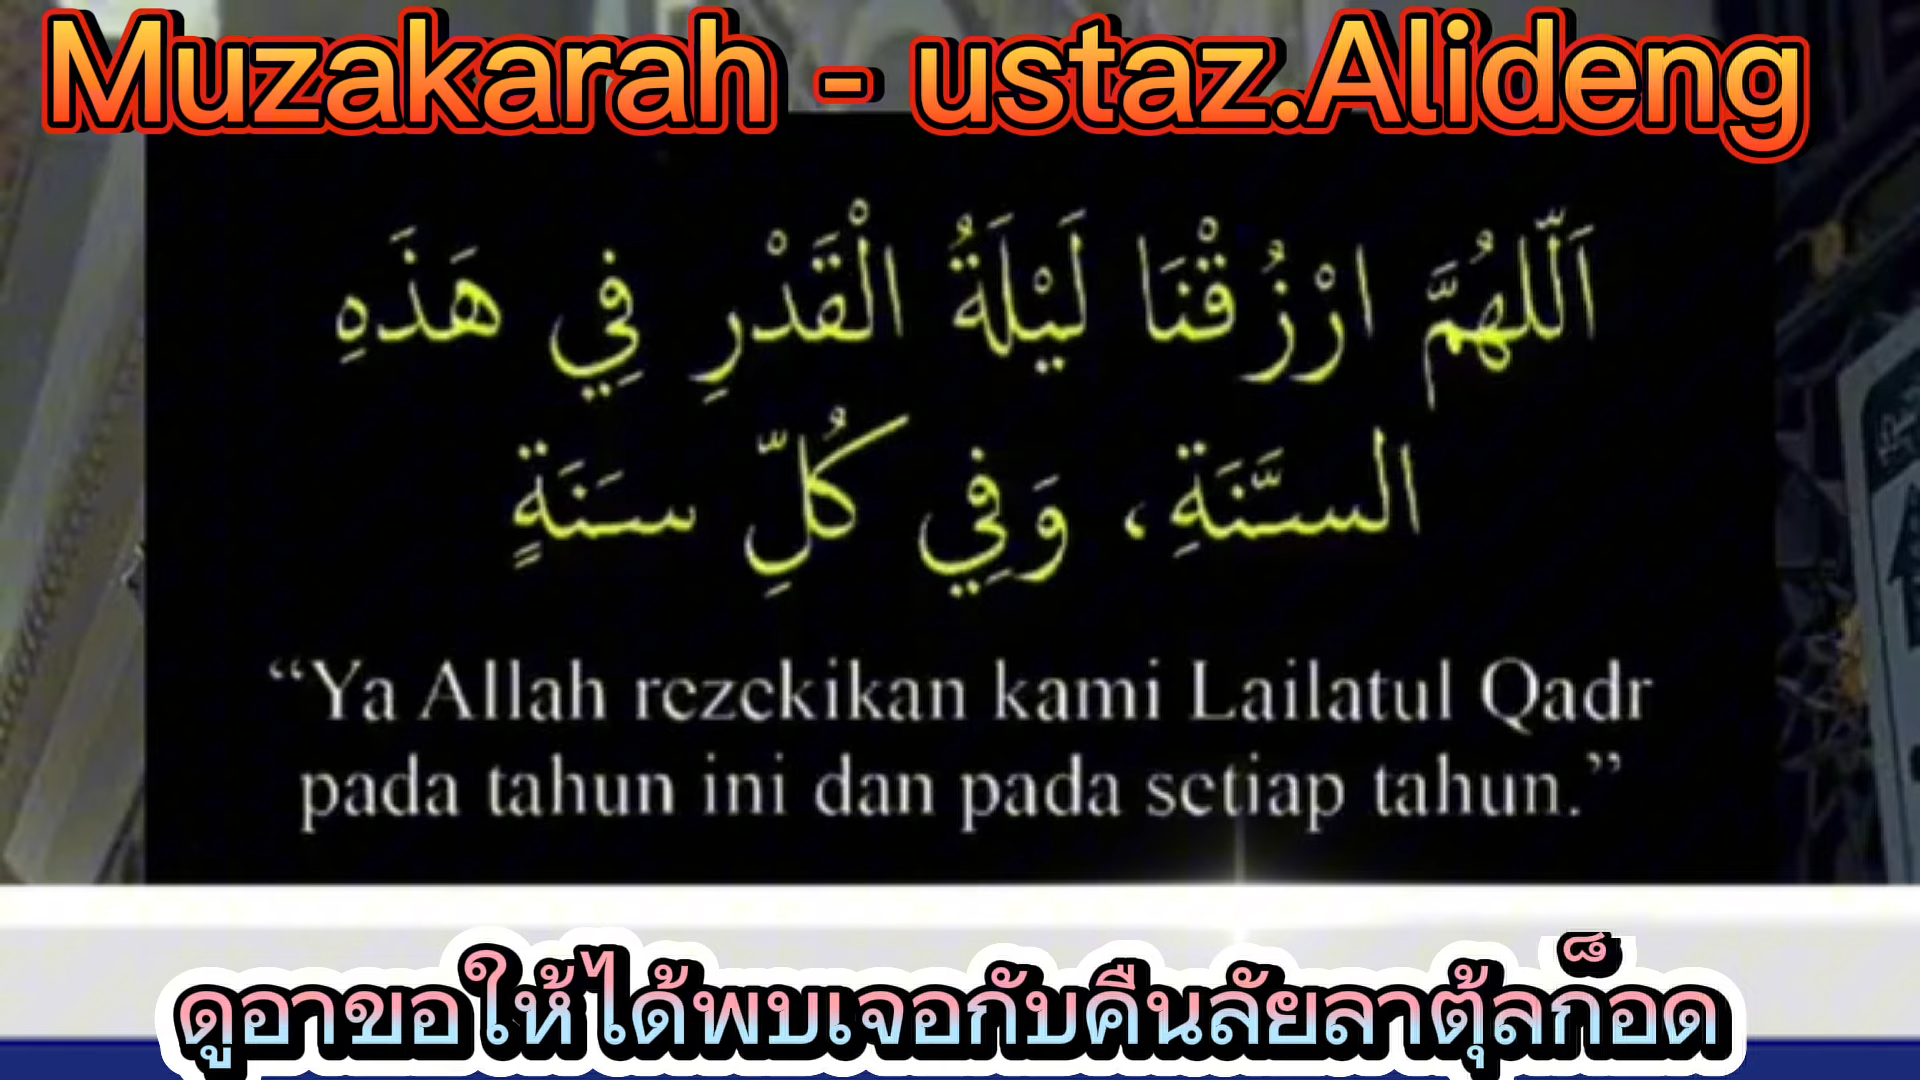 Muzakarah - ustaz.Alideng
اَللّٰهُمَّ ارْزُقْنَا لَيْلَةُ الْقَدْرِ فِي هَذَهِ
السَّنَةِ، وَفِي كُلِّ سَنَةٍ
“Ya Allah rezekikan kami Lailatul Qadr
pada tahun ini dan pada setiap tahun.”
ดูอาขอให้ได้พบเจอกับคืนลัยลาตุ้ลก็อด